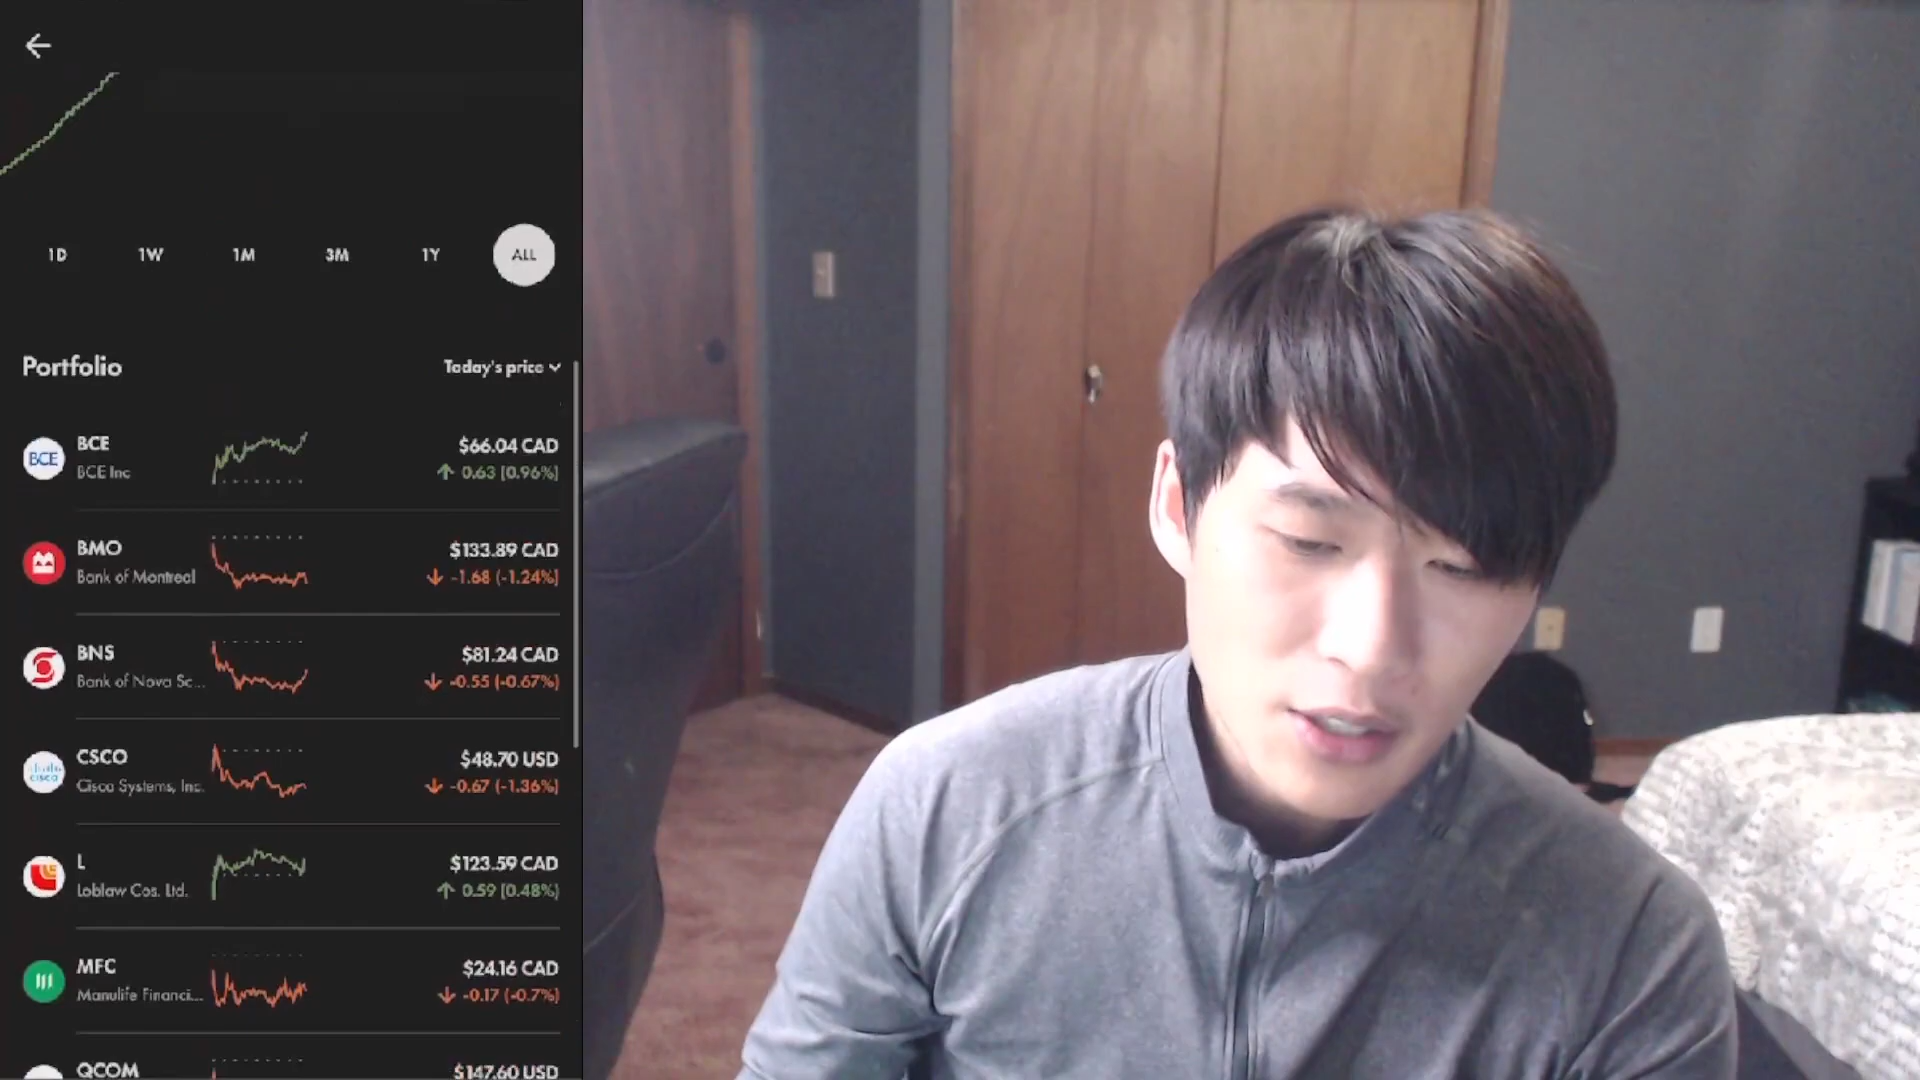 1D 1W 1M 3M 1Y ALL
Portfolio Today's price
BCE BCE $66.04 CAD
BCE Inc 0.63 (0.96%)
BMO $133.89 CAD
Bank of Montreal -1.68 (-1.24%)
BNS $81.24 CAD
Bank of Nova Sc... -0.55 (-0.67%)
CSCO $48.70 USD
cisco Cisco Systems, Inc. -0.67 (-1.36%)
L $123.59 CAD
Loblaw Cos. Ltd. 0.59 (0.48%)
MFC $24.16 CAD
Manulife Financi... -0.17 (-0.7%)
QCOM $147.60 USD